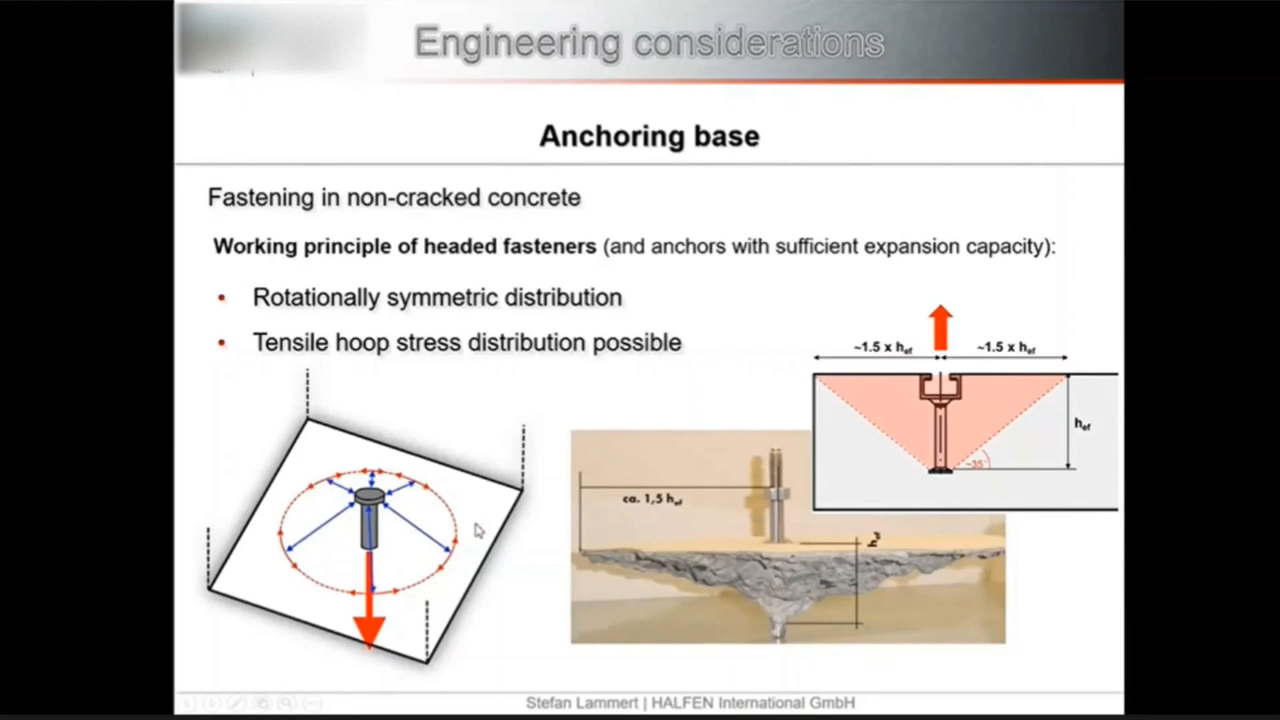 Engineering considerations
Anchoring base
Fastening in non-cracked concrete
Working principle of headed fasteners (and anchors with sufficient expansion capacity):
• Rotationally symmetric distribution
• Tensile hoop stress distribution possible
~1.5 x hef ~1.5 x hef
hef
~35°
ca. 1,5 hef
hef
Stefan Lammert | HALFEN International GmbH